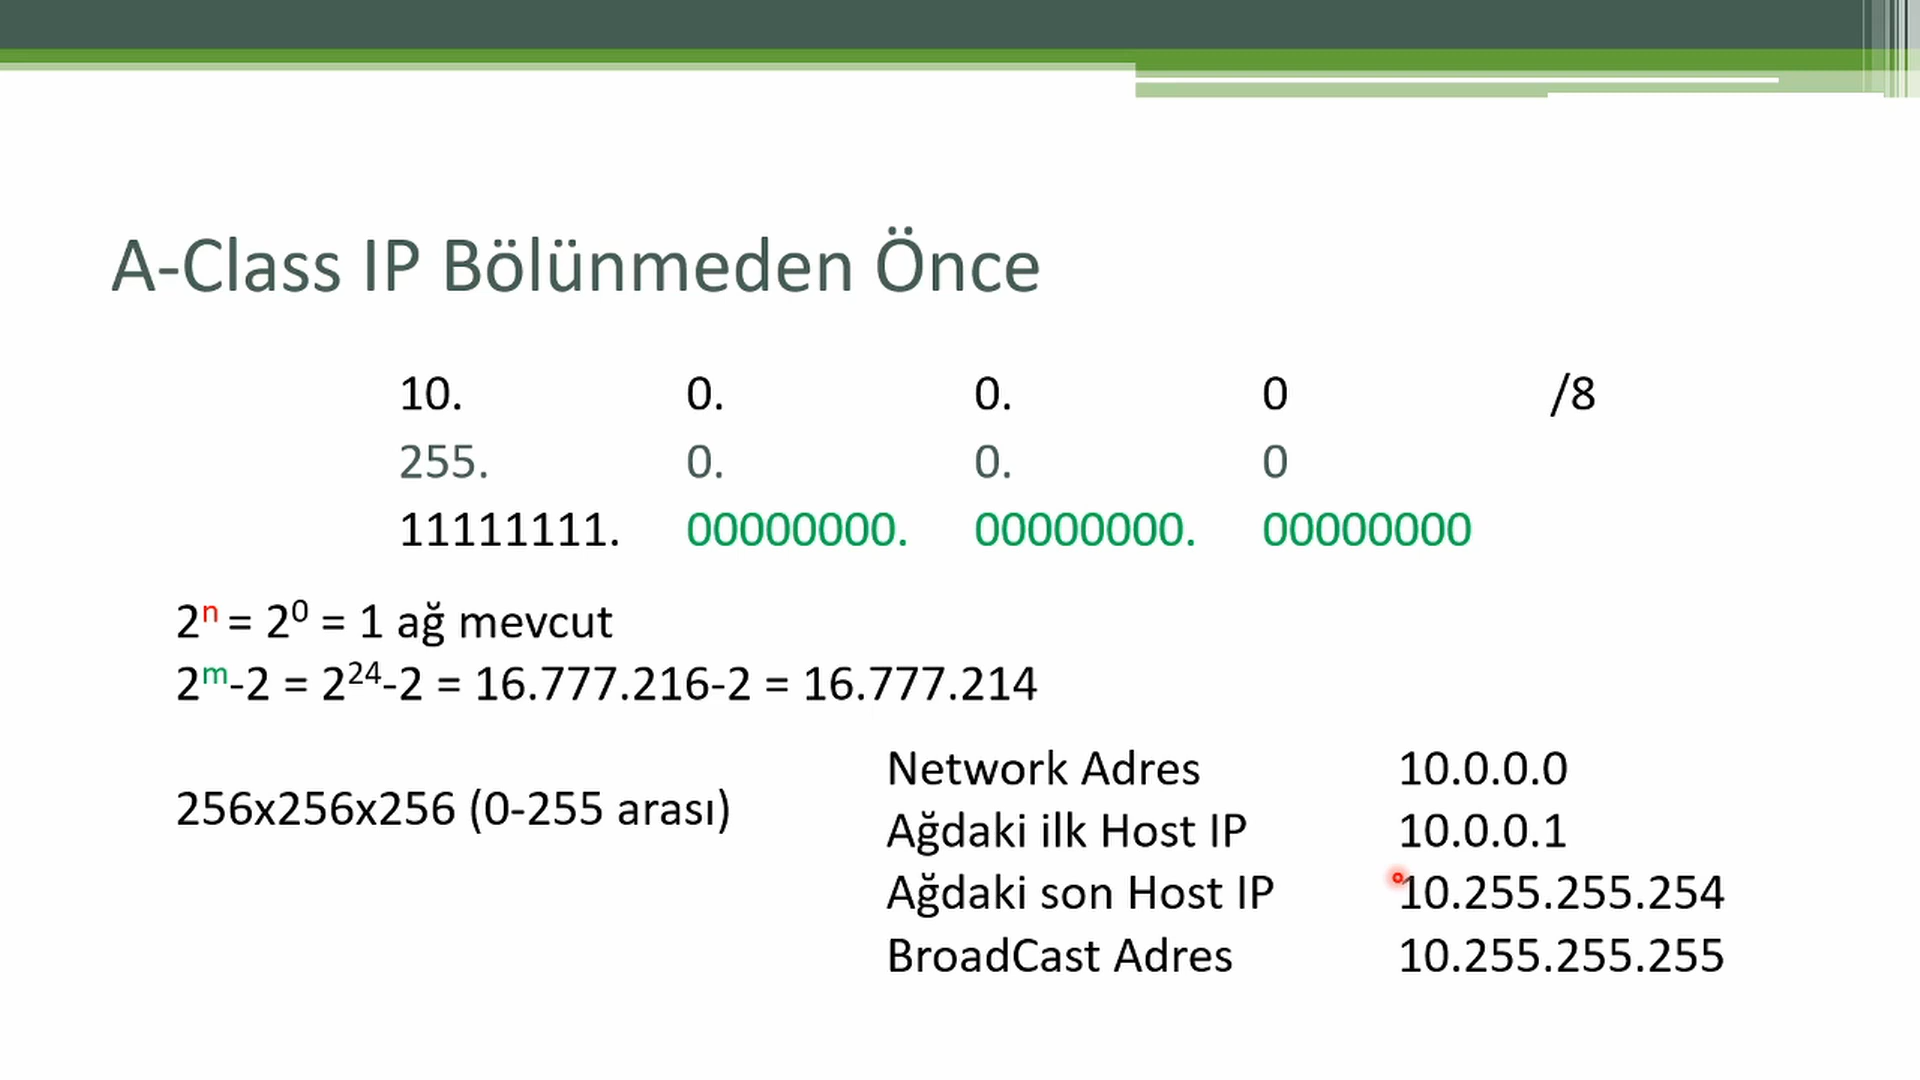 A-Class IP Bölünmeden Önce
10. 0. 0. 0 /8
255. 0. 0. 0
11111111. 00000000. 00000000. 00000000
2ⁿ = 2⁰ = 1 ağ mevcut
2ᵐ-2 = 2²⁴-2 = 16.777.216-2 = 16.777.214
256x256x256 (0-255 arası)
Network Adres 10.0.0.0
Ağdaki ilk Host IP 10.0.0.1
Ağdaki son Host IP 10.255.255.254
BroadCast Adres 10.255.255.255